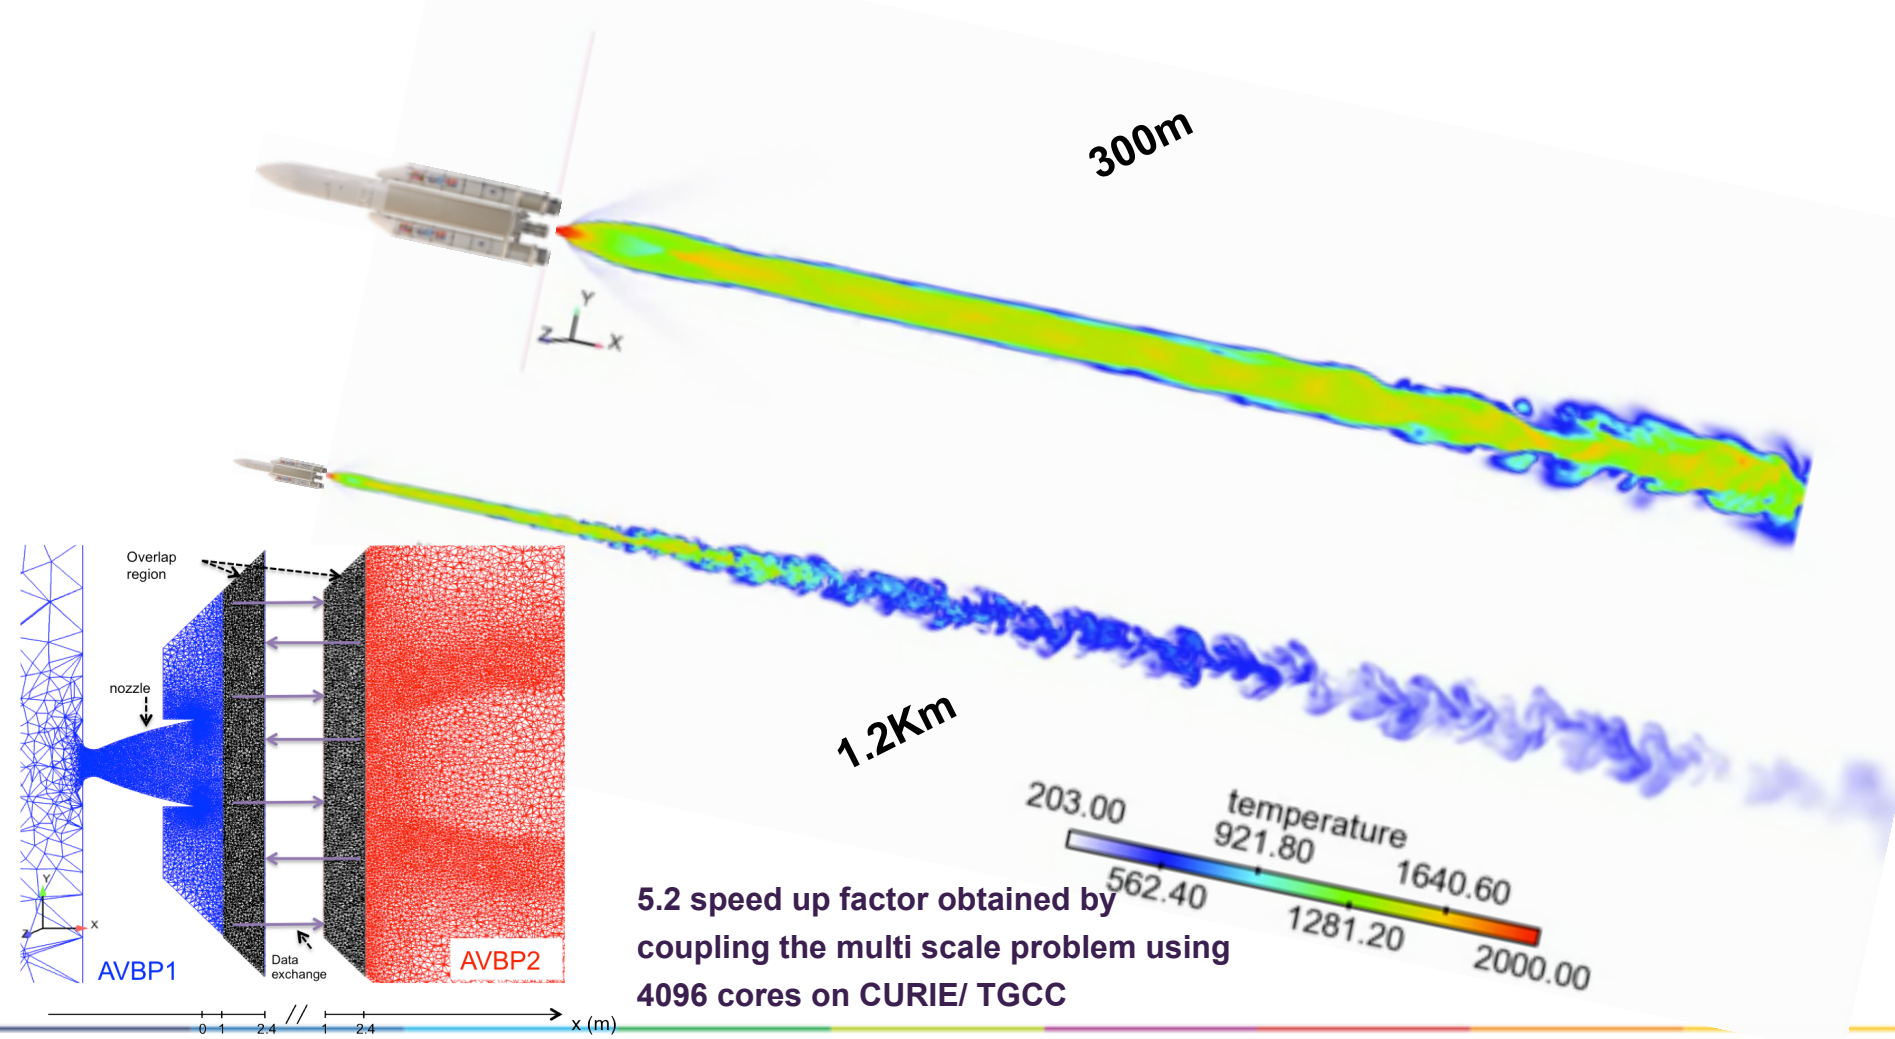 300m
Y
Z
X
1.2Km
203.00
temperature
921.80
1640.60
562.40
1281.20
2000.00
Overlap
region
nozzle
Y
X
Z
AVBP1
Data
exchange
AVBP2
0 1 2.4 // 1 2.4 x (m)
5.2 speed up factor obtained by
coupling the multi scale problem using
4096 cores on CURIE/ TGCC